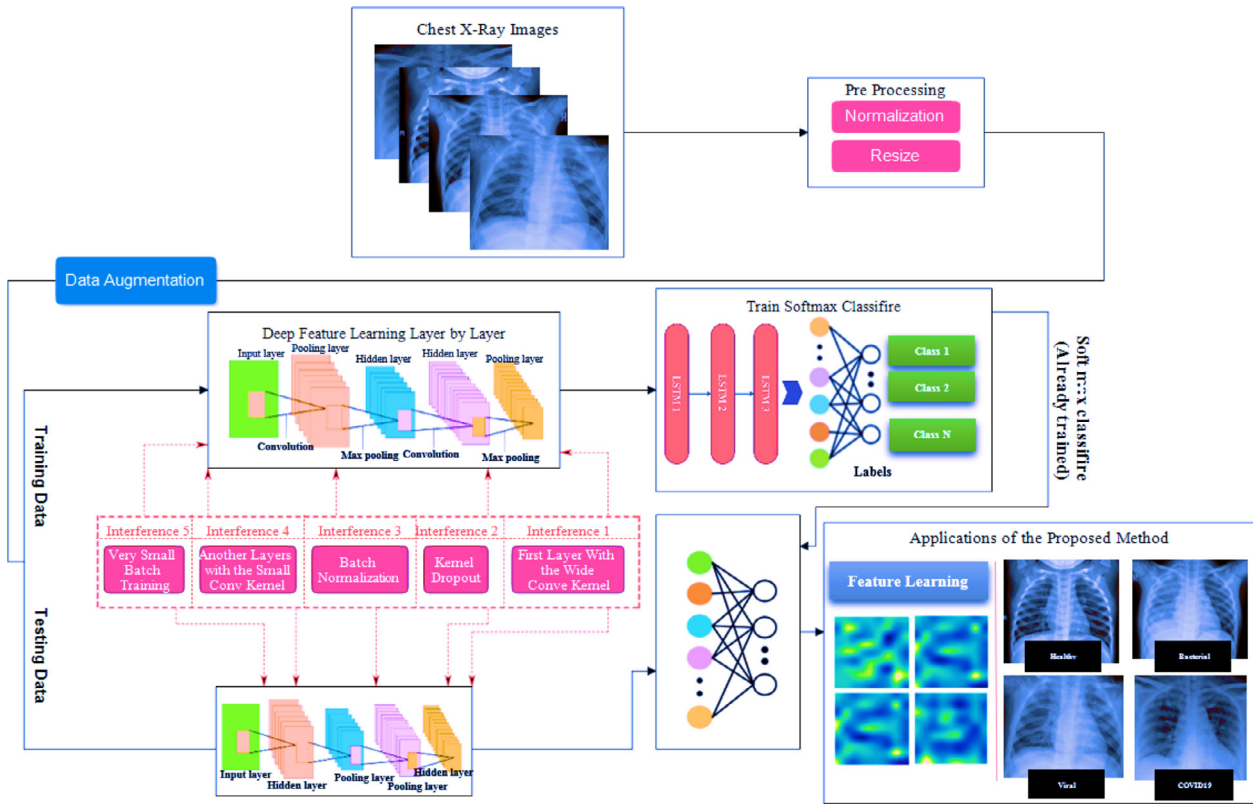 Chest X-Ray Images
Pre Processing
Normalization
Resize
Data Augmentation
Deep Feature Learning Layer by Layer
Input layer
Pooling layer
Hidden layer
Hidden layer
Pooling layer
Convolution
Max pooling
Convolution
Max pooling
Train Softmax Classifire
LSTM 1
LSTM 2
LSTM 3
Class 1
Class 2
Class N
Labels
Soft m::x classifire
(Already trained)
Training Data
Testing Data
Interference 5
Interference 4
Interference 3
Interference 2
Interference 1
Very Small
Batch
Training
Another Layers
with the Small
Conv Kernel
Batch
Normalization
Kernel
Dropout
First Layer With
the Wide
Conve Kernel
Input layer
Hidden layer
Pooling layer
Pooling layer
Hidden layer
Applications of the Proposed Method
Feature Learning
Healthy
Bacterial
Viral
COVID19